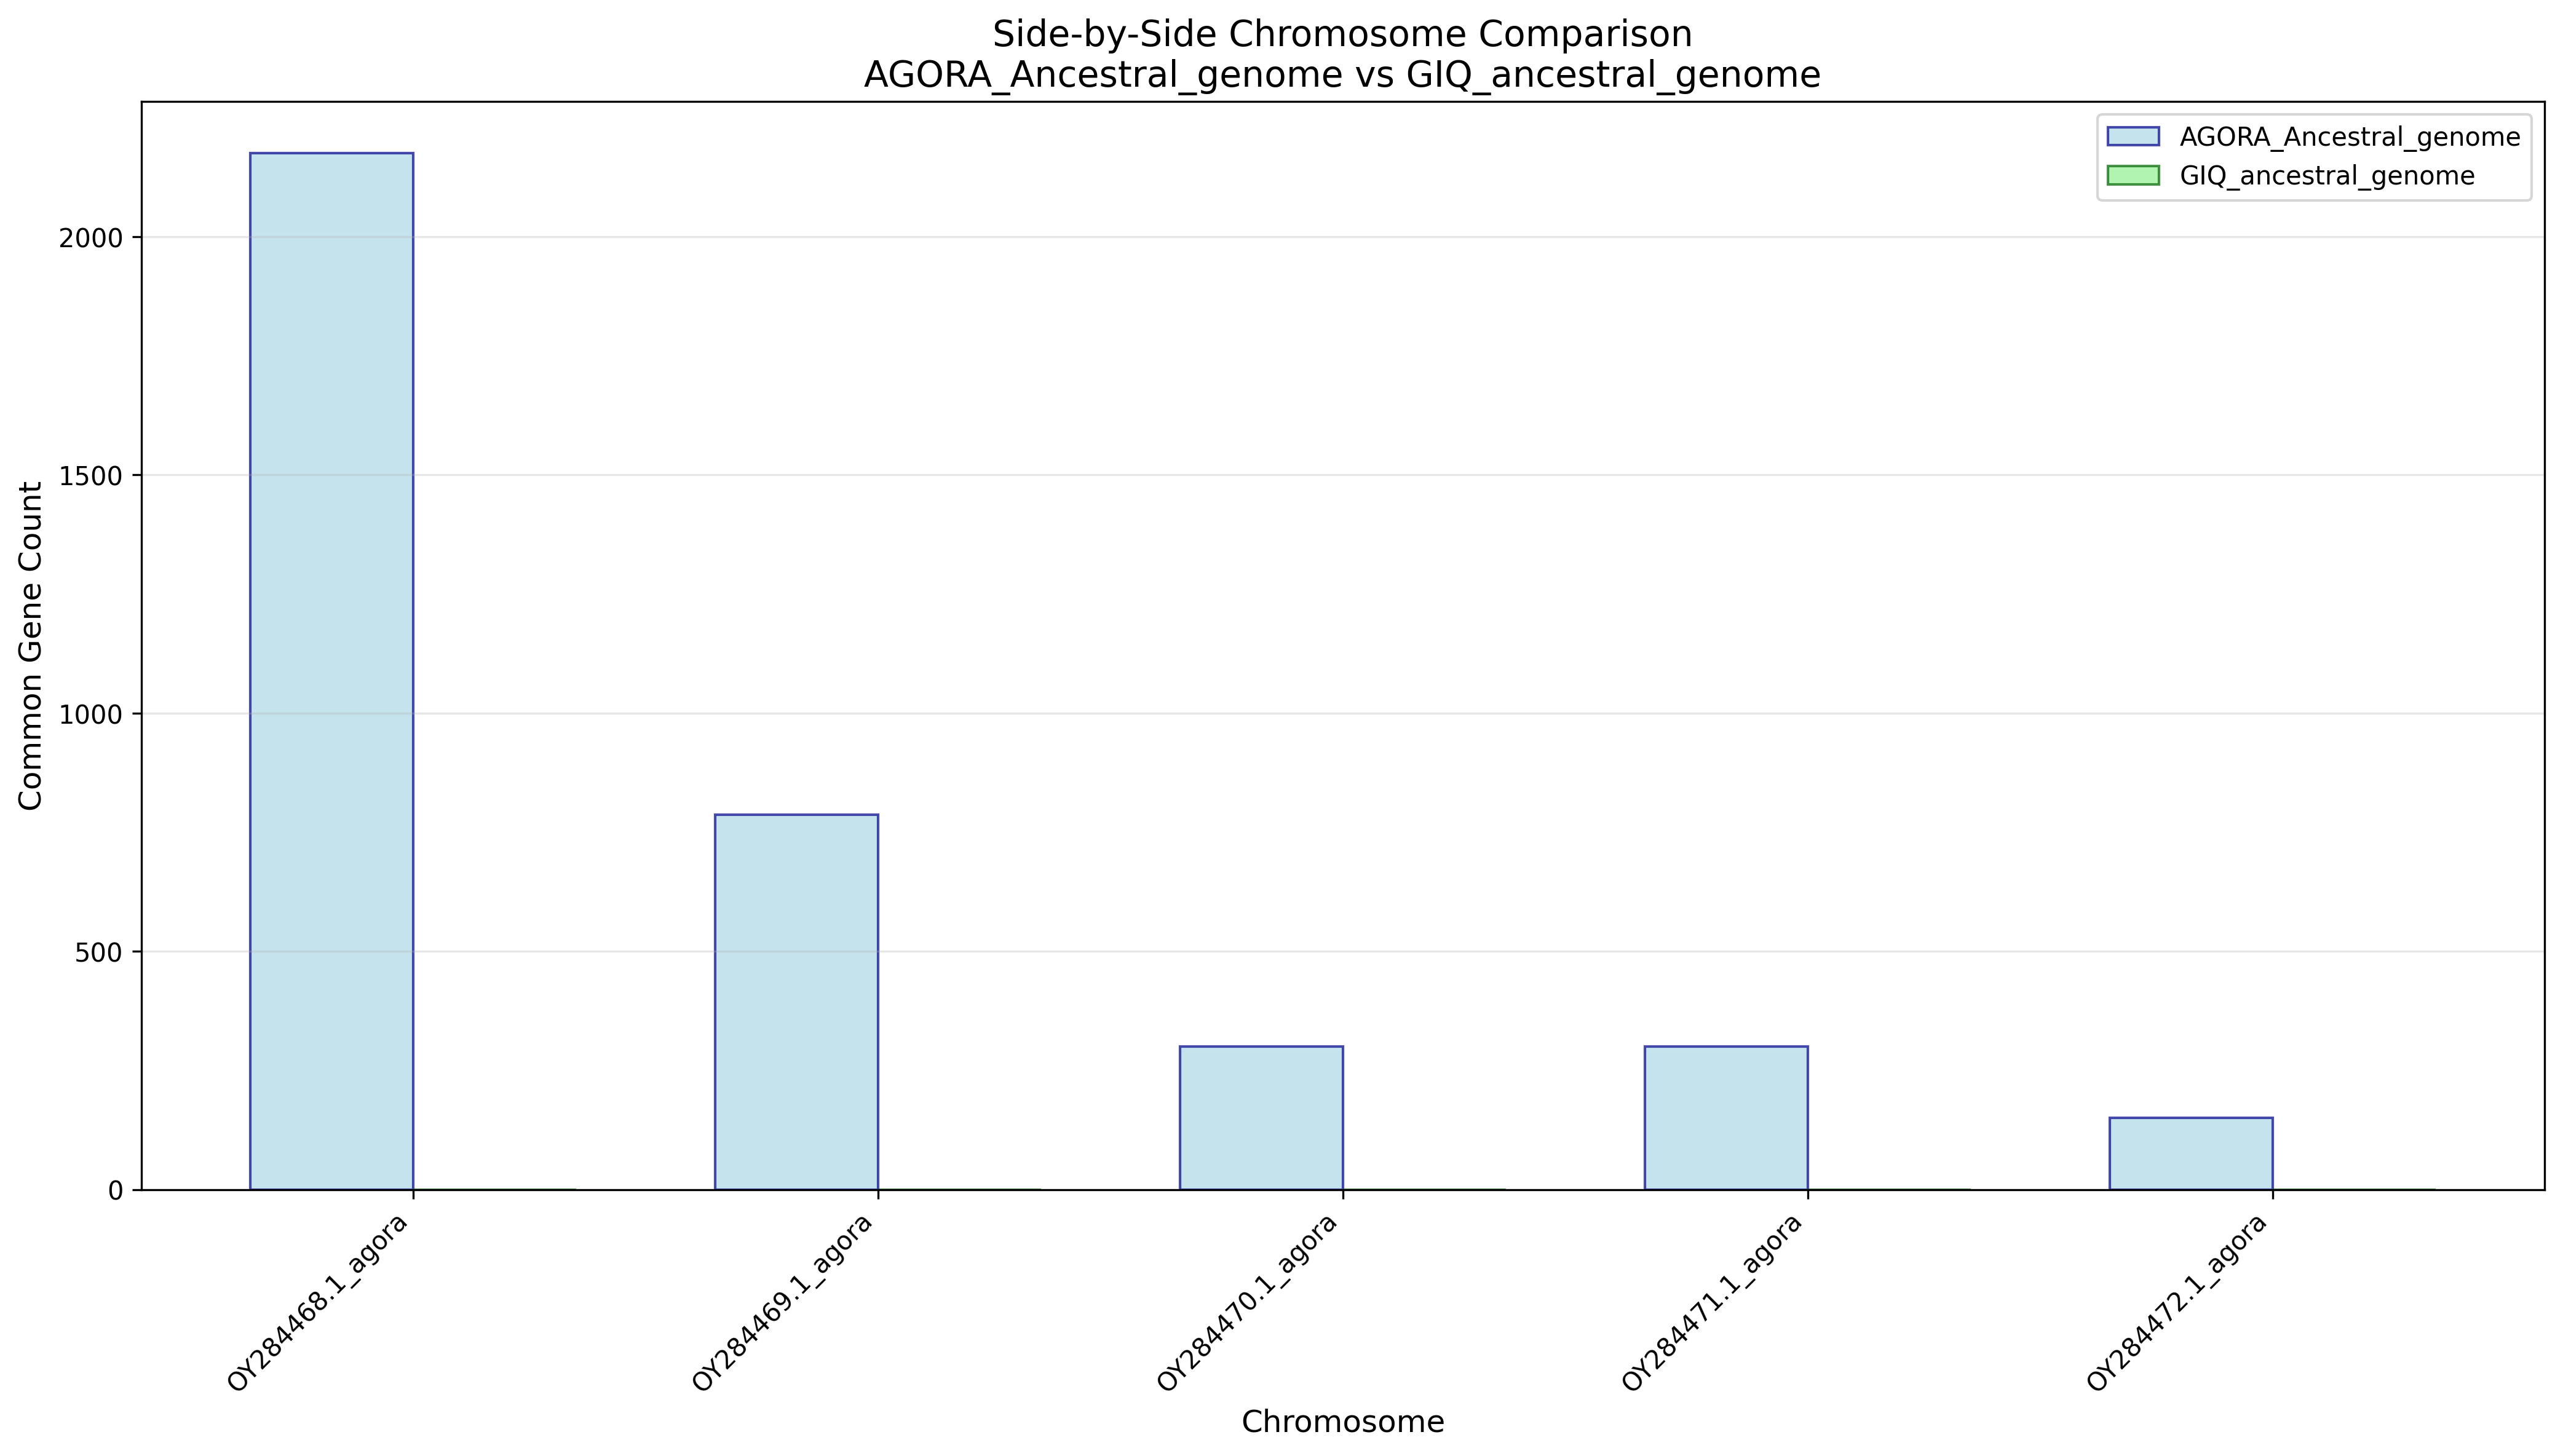 Side-by-Side Chromosome Comparison
AGORA_Ancestral_genome vs GIQ_ancestral_genome
AGORA_Ancestral_genome
GIQ_ancestral_genome
Common Gene Count
2000
1500
1000
500
0
OY284468.1_agora
OY284469.1_agora
OY284470.1_agora
OY284471.1_agora
OY284472.1_agora
Chromosome